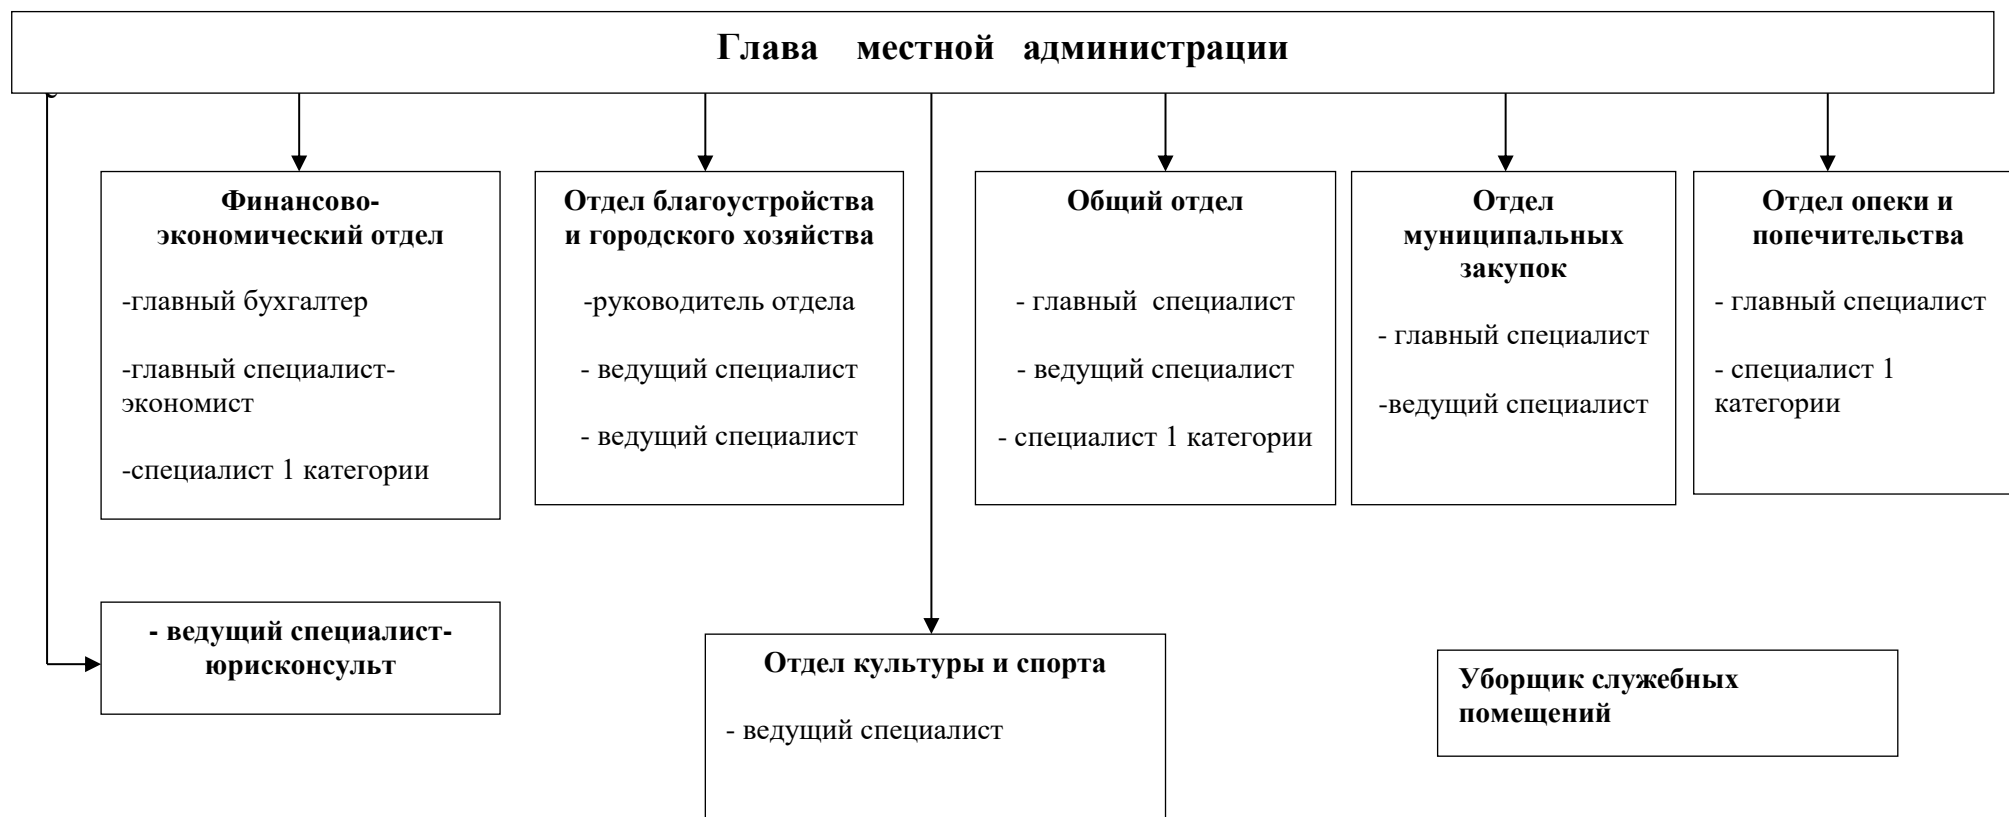 Глава местной администрации
Финансово-
экономический отдел
-главный бухгалтер
-главный специалист-
экономист
-специалист 1 категории
Отдел благоустройства
и городского хозяйства
-руководитель отдела
- ведущий специалист
- ведущий специалист
Общий отдел
- главный специалист
- ведущий специалист
- специалист 1 категории
Отдел
муниципальных
закупок
- главный специалист
-ведущий специалист
Отдел опеки и
попечительства
- главный специалист
- специалист 1
категории
- ведущий специалист-
юрисконсульт
Отдел культуры и спорта
- ведущий специалист
Уборщик служебных
помещений